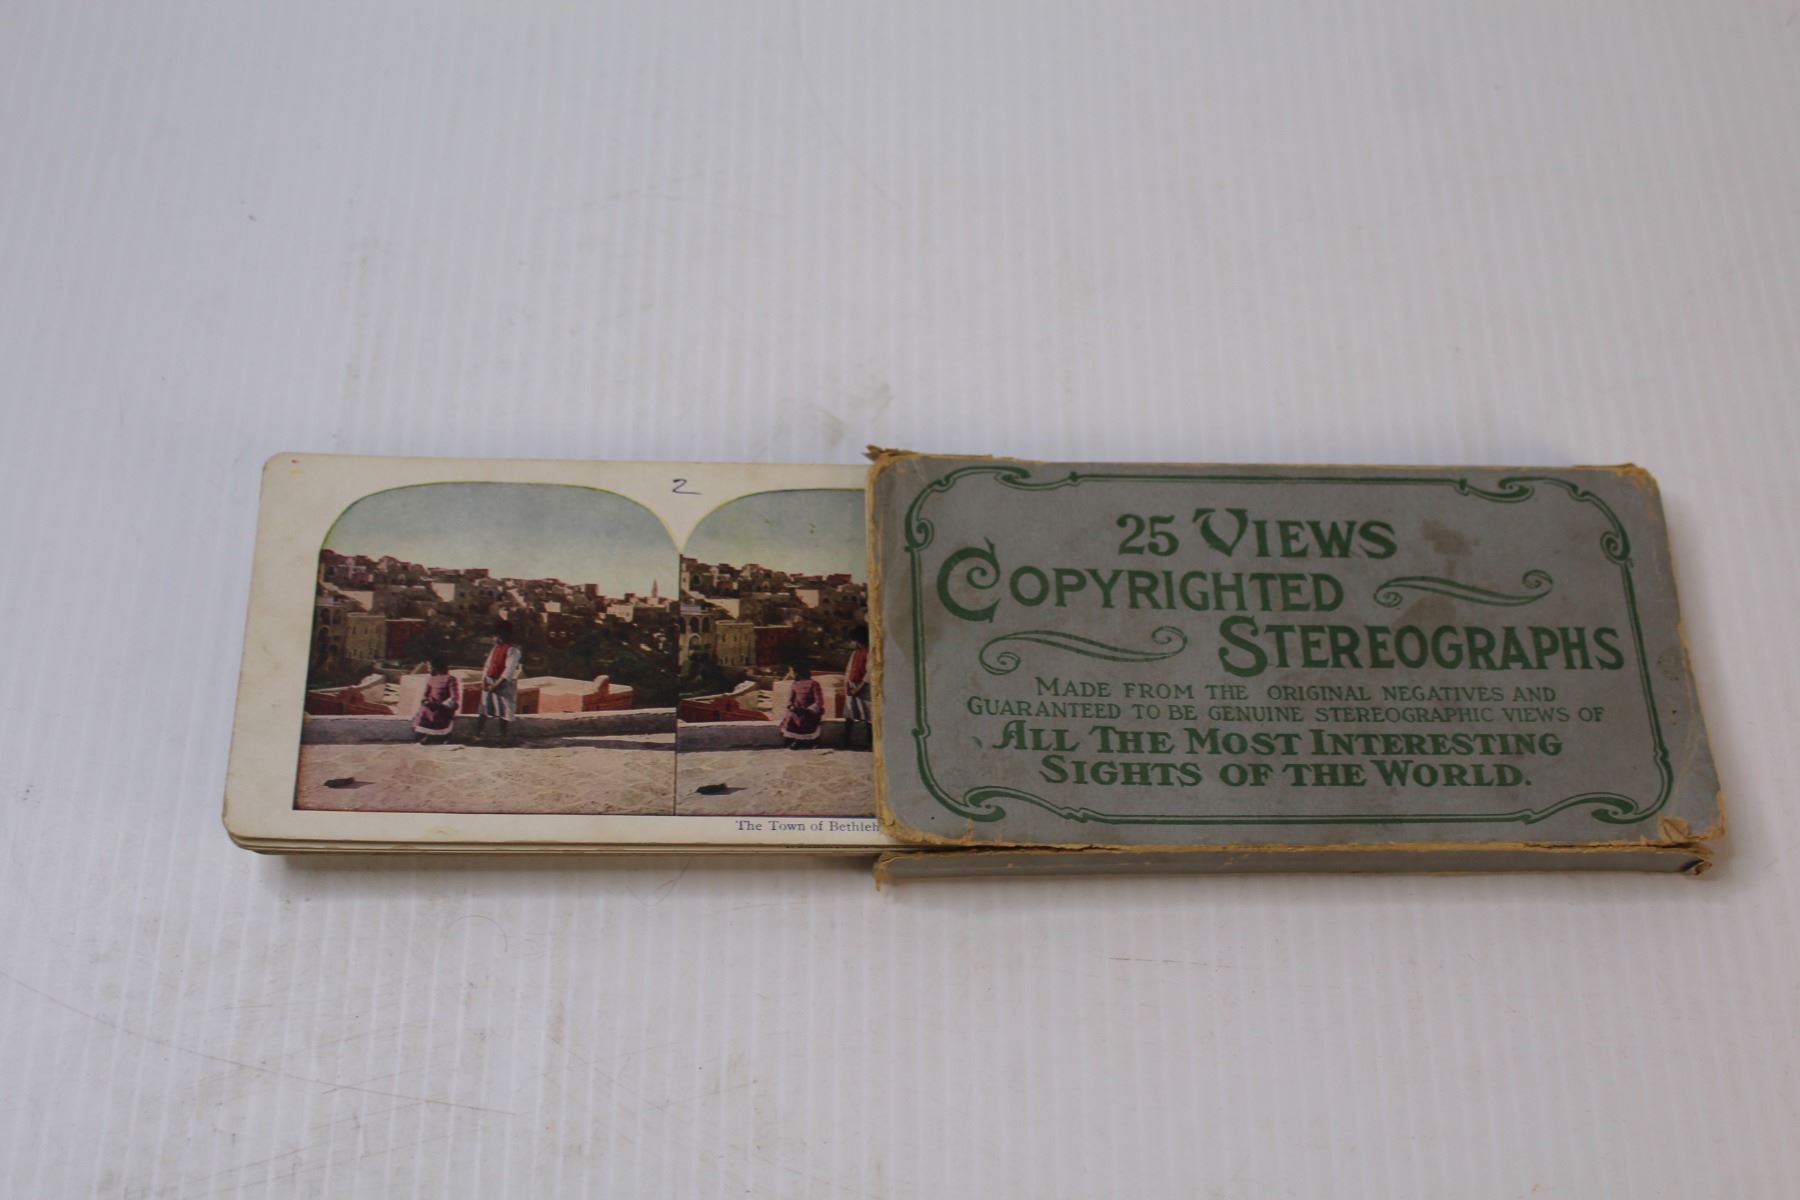 2
The Town of
25 VIEWS
COPYRIGHTED
STEREOGRAPHS
MADE FROM THE ORIGINAL NEGATIVES AND
GUARANTEED TO BE GENUINE STEREOGRAPHIC VIEWS OF
ALL THE MOST INTERESTING
SIGHTS OF THE WORLD.